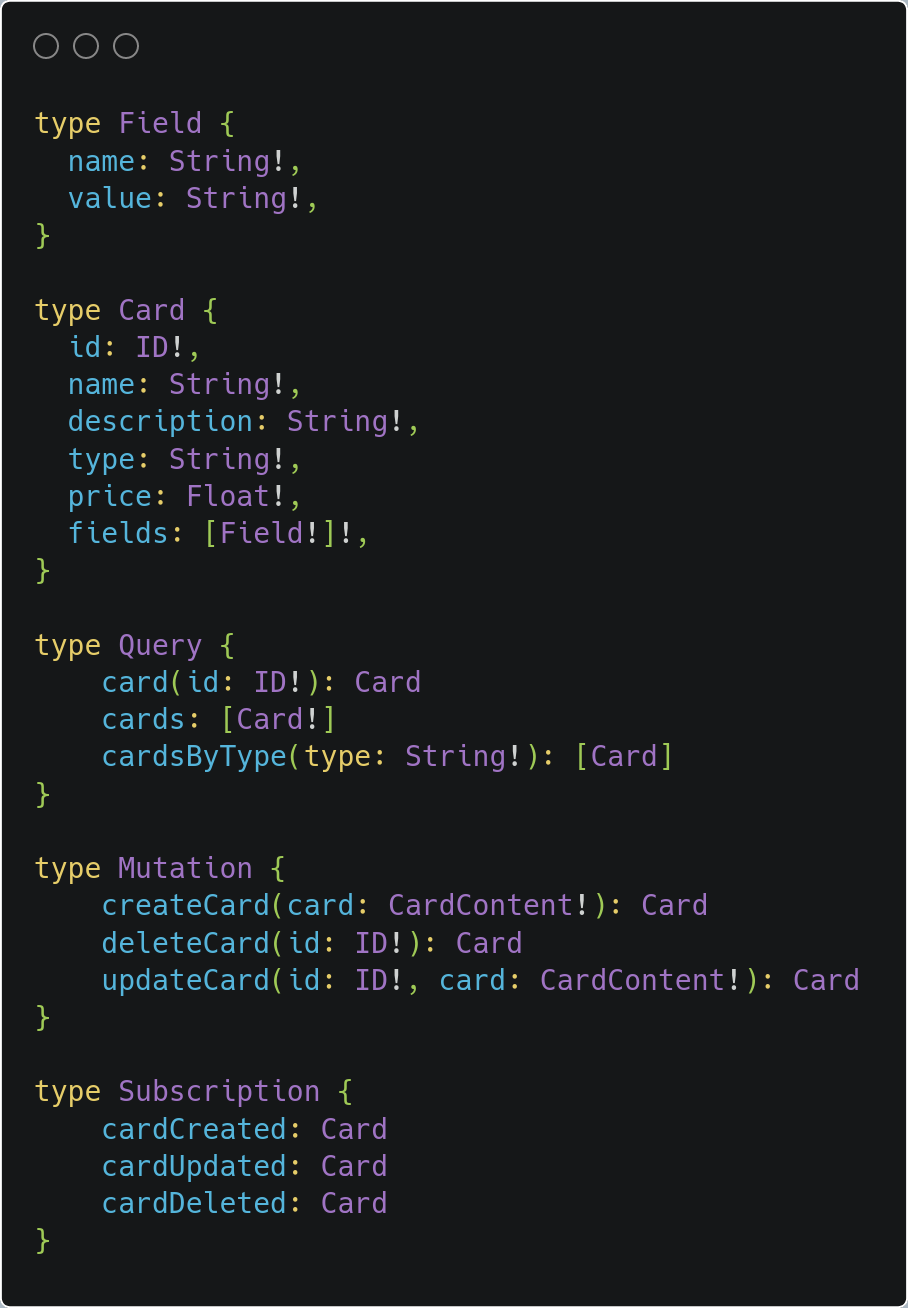 type Field {
  name: String!,
  value: String!,
}

type Card {
  id: ID!,
  name: String!,
  description: String!,
  type: String!,
  price: Float!,
  fields: [Field!]!,
}

type Query {
    card(id: ID!): Card
    cards: [Card!]
    cardsByType(type: String!): [Card]
}

type Mutation {
    createCard(card: CardContent!): Card
    deleteCard(id: ID!): Card
    updateCard(id: ID!, card: CardContent!): Card
}

type Subscription {
    cardCreated: Card
    cardUpdated: Card
    cardDeleted: Card
}